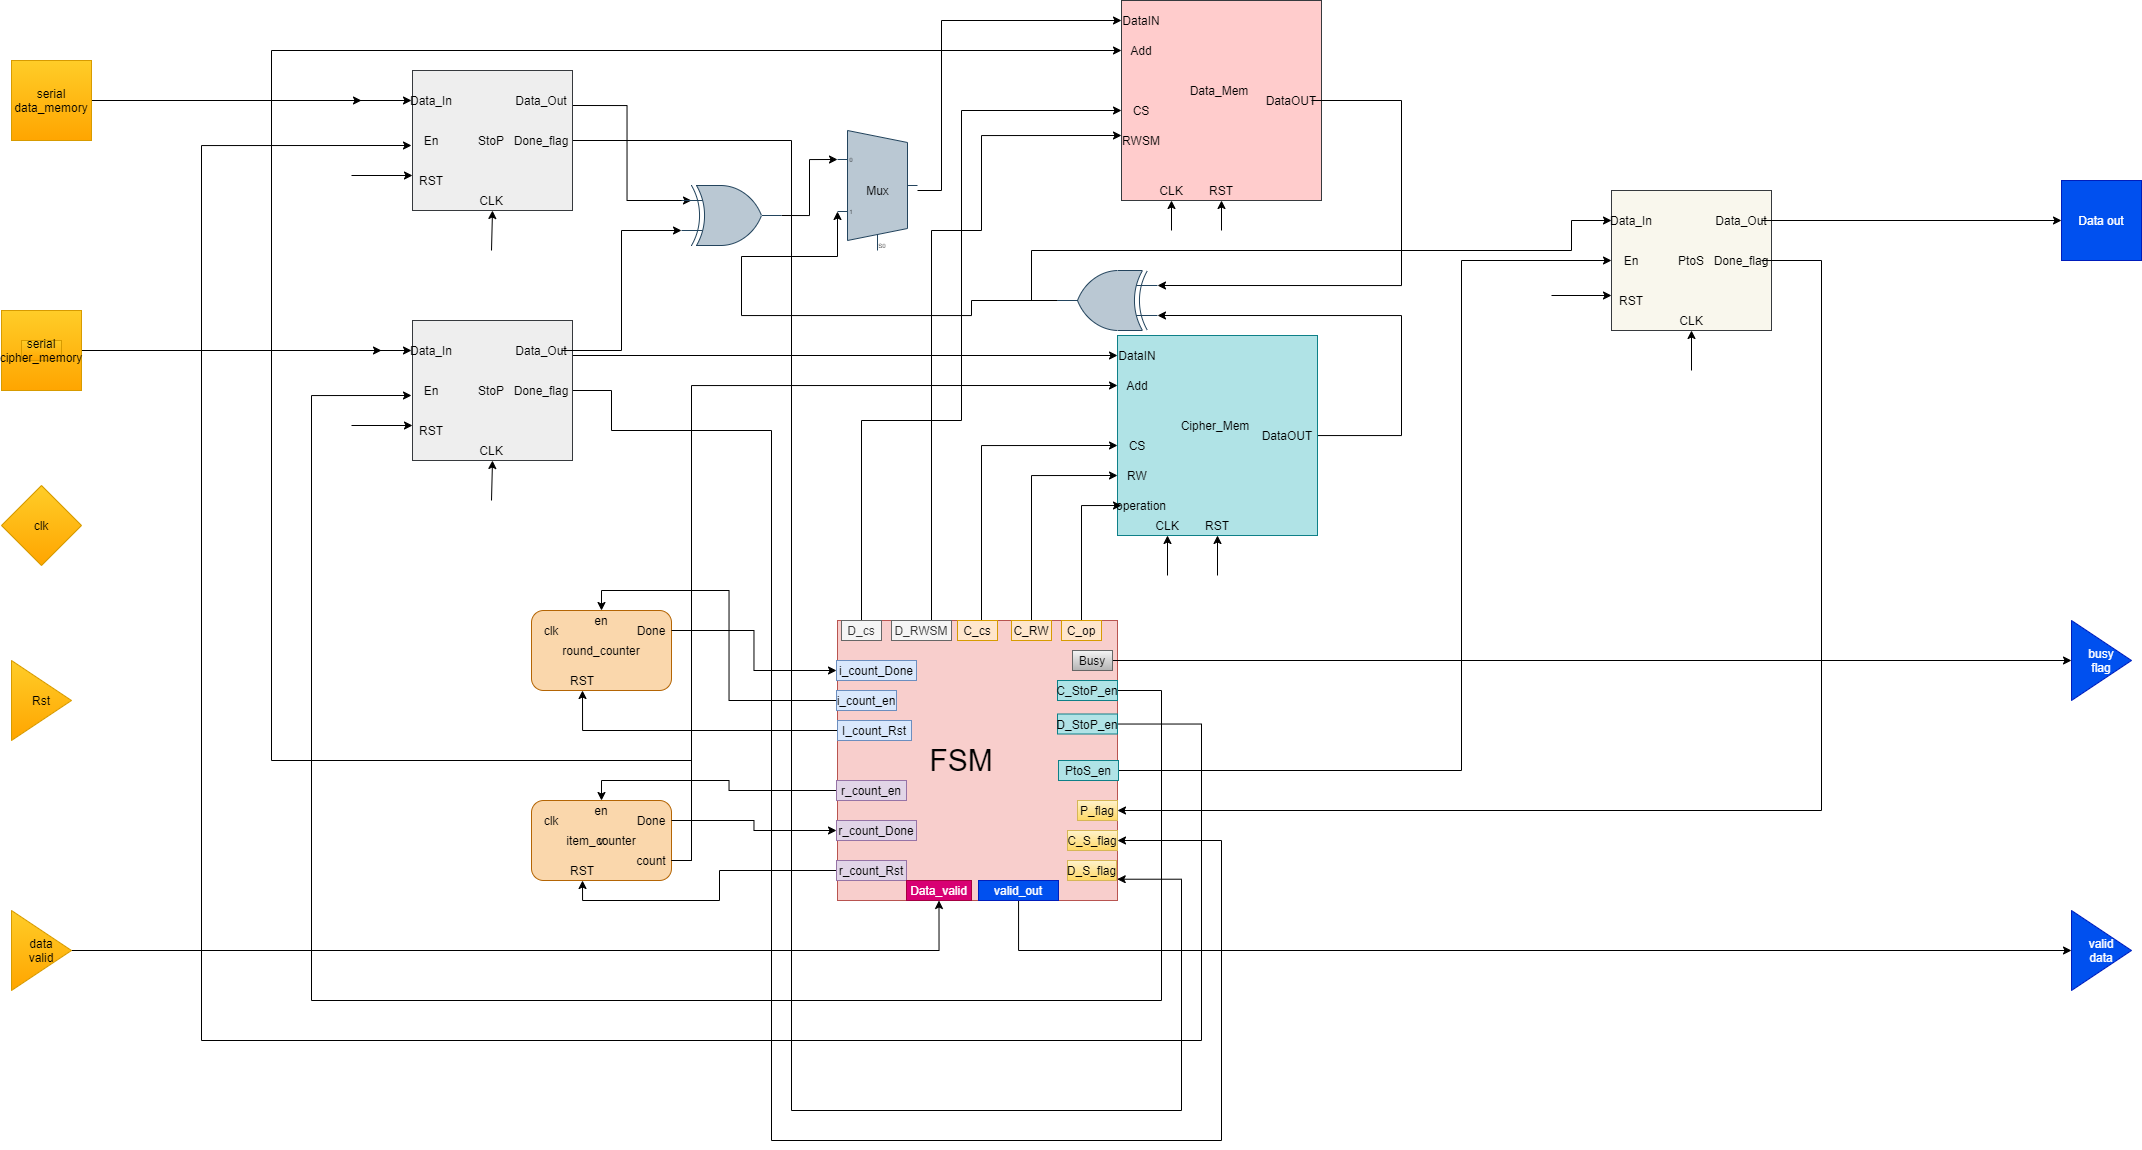 serial
data_memory
Data_In
Data_Out
En
StoP
Done_flag
RST
CLK
DataIN
Add
Data_Mem
DataOUT
CS
RWSM
CLK
RST
0
Mux
1
S0
Data_In
Data_Out
En
PtoS
Done_flag
RST
CLK
Data out
serial
cipher_memory
Data_In
Data_Out
En
StoP
Done_flag
RST
CLK
DataIN
Add
Cipher_Mem
DataOUT
CS
RW
operation
CLK
RST
clk
en
clk
Done
round_counter
RST
D_cs
D_RWSM
C_cs
C_RW
C_op
Busy
i_count_Done
C_StoP_en
i_count_en
D_StoP_en
I_count_Rst
FSM
PtoS_en
r_count_en
P_flag
r_count_Done
C_S_flag
r_count_Rst
D_S_flag
Data_valid
valid_out
busy
flag
Rst
en
clk
Done
item_counter
count
RST
data
valid
valid
data